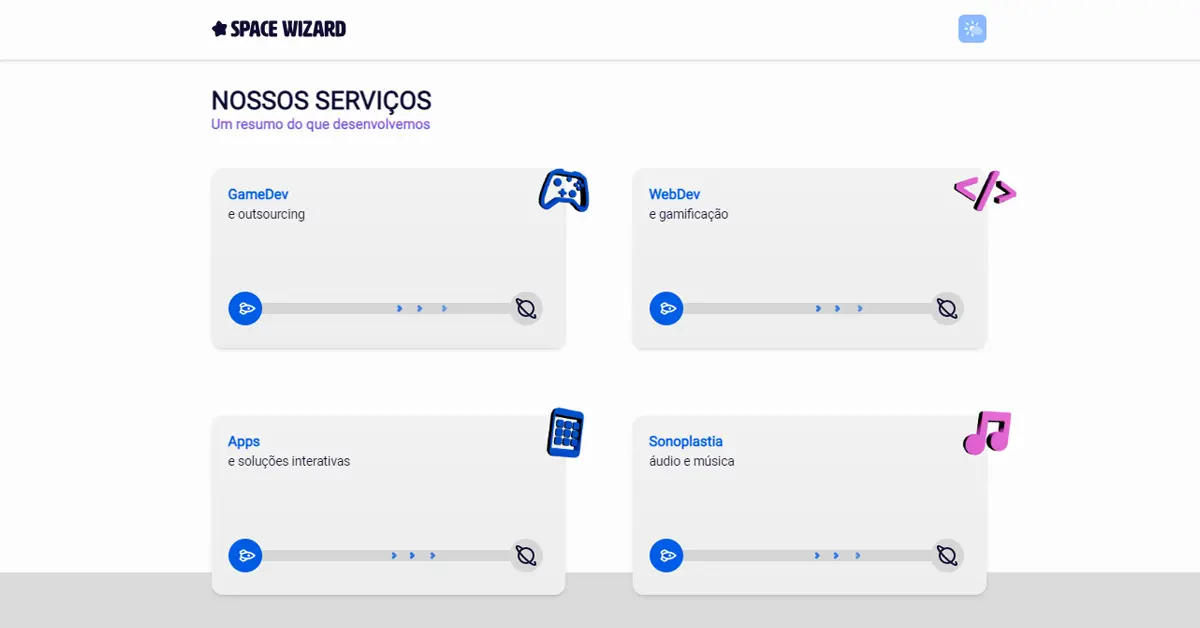 SPACE WIZARD
NOSSOS SERVIÇOS
Um resumo do que desenvolvemos
GameDev
e outsourcing
WebDev
e gamificação
Apps
e soluções interativas
Sonoplastia
áudio e música